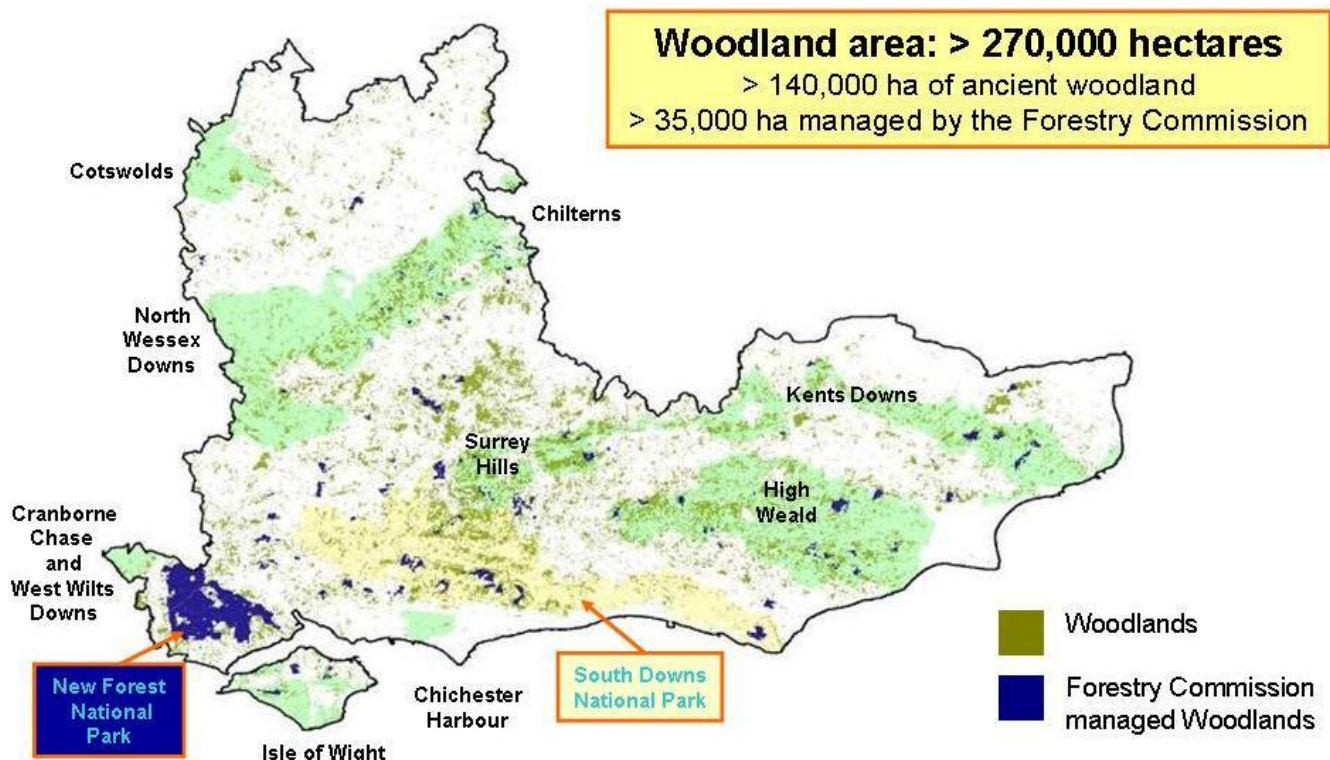 Woodland area: > 270,000 hectares
> 140,000 ha of ancient woodland
> 35,000 ha managed by the Forestry Commission
Cotswolds
Chilterns
North
Wessex
Downs
Kents Downs
Surrey
Hills
High
Weald
Cranborne
Chase
and
West Wilts
Downs
New Forest
National
Park
Isle of Wight
Chichester
Harbour
South Downs
National Park
Woodlands
Forestry Commission
managed Woodlands